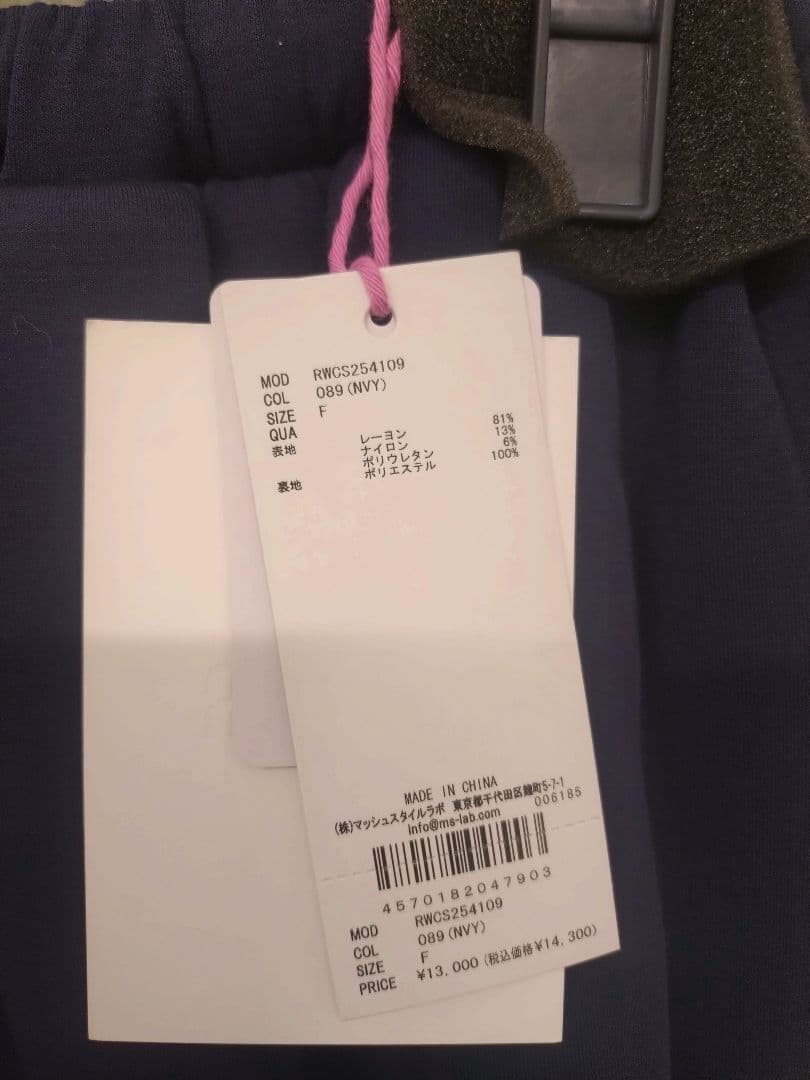 MOD RWCS254109
COL 089(NVY)
SIZE F
QUA
表地 レーヨン 81%
ナイロン 13%
ポリウレタン 6%
裏地 ポリエステル 100%
MADE IN CHINA
(株)マッシュスタイルラボ 東京都千代田区麹町5-7-1
info@ms-lab.com 006185
4570182047903
MOD RWCS254109
COL 089(NVY)
SIZE F
PRICE ¥13,000(税込価格¥14,300)